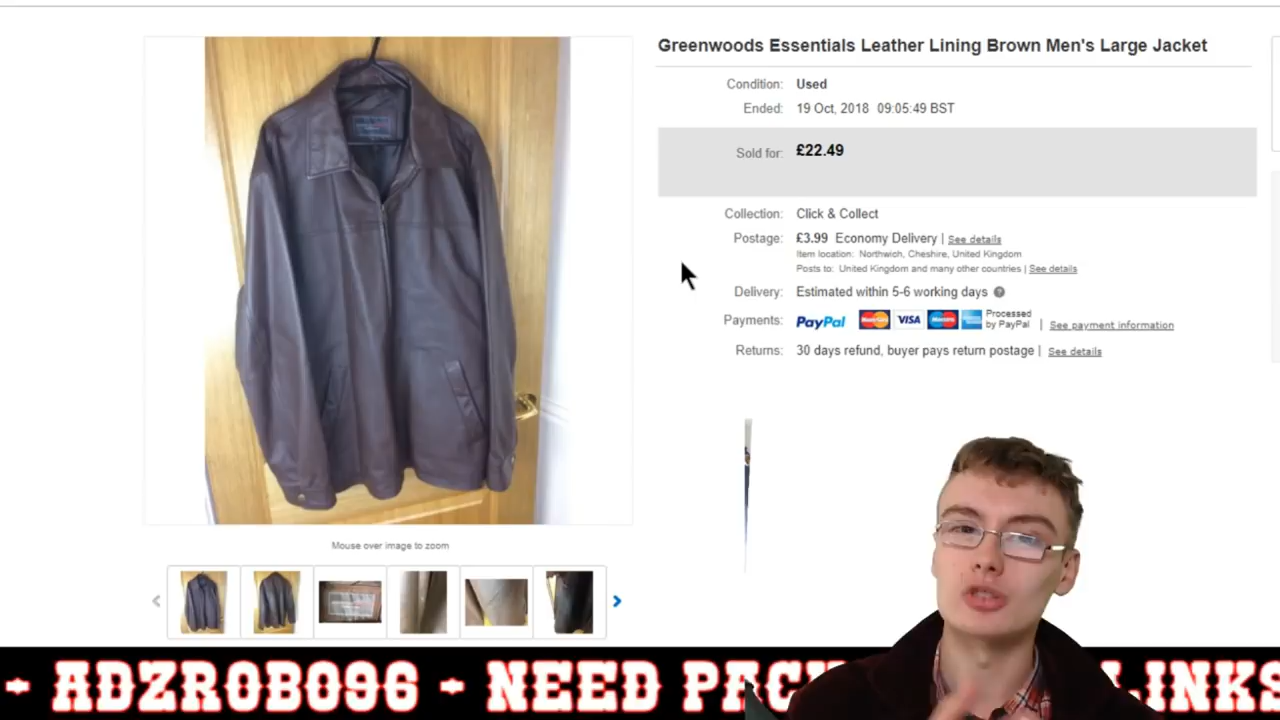 Greenwoods Essentials Leather Lining Brown Men's Large Jacket
Condition: Used
Ended: 19 Oct, 2018 09:05:49 BST
Sold for: £22.49
Collection: Click & Collect
Postage: £3.99 Economy Delivery | See details
Item location: Northwich, Cheshire, United Kingdom
Posts to: United Kingdom and many other countries | See details
Delivery: Estimated within 5-6 working days
Payments: PayPal MasterCard VISA Maestro Processed by PayPal | See payment information
Returns: 30 days refund, buyer pays return postage | See details
Mouse over image to zoom
- ADZROB096 - NEED PAC LINKS